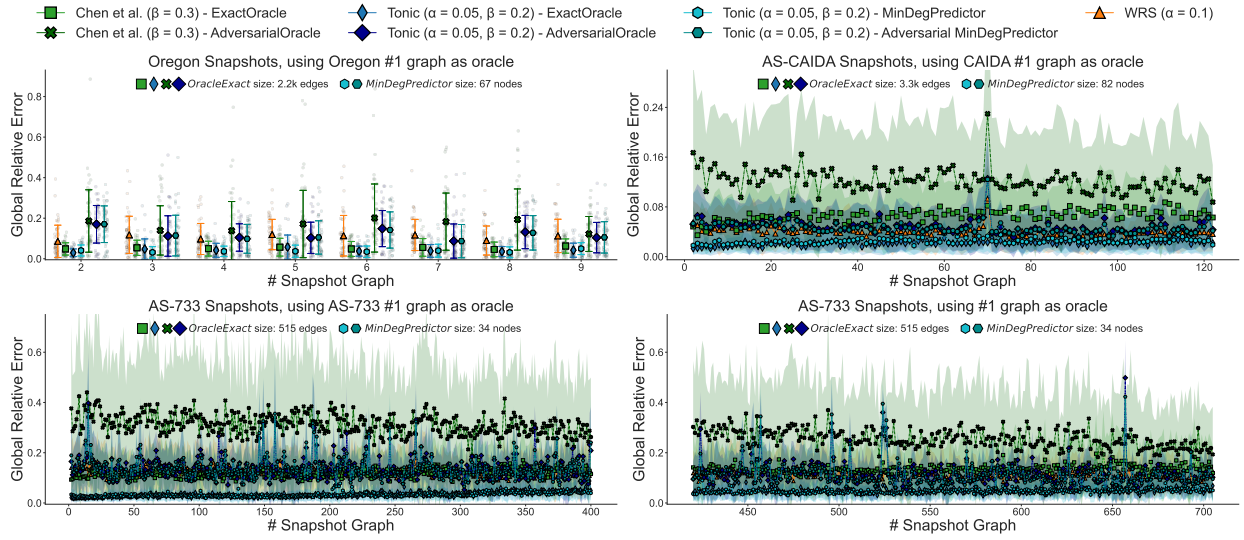 Chen et al. (β = 0.3) - ExactOracle
Tonic (α = 0.05, β = 0.2) - ExactOracle
Tonic (α = 0.05, β = 0.2) - MinDegPredictor
WRS (α = 0.1)
Chen et al. (β = 0.3) - AdversarialOracle
Tonic (α = 0.05, β = 0.2) - AdversarialOracle
Tonic (α = 0.05, β = 0.2) - Adversarial MinDegPredictor
Oregon Snapshots, using Oregon #1 graph as oracle
OracleExact size: 2.2k edges
MinDegPredictor size: 67 nodes
Global Relative Error
0.8
0.6
0.4
0.2
0.0
2 3 4 5 6 7 8 9
# Snapshot Graph
AS-CAIDA Snapshots, using CAIDA #1 graph as oracle
OracleExact size: 3.3k edges
MinDegPredictor size: 82 nodes
Global Relative Error
0.24
0.16
0.08
0.00
0 20 40 60 80 100 120
# Snapshot Graph
AS-733 Snapshots, using AS-733 #1 graph as oracle
OracleExact size: 515 edges
MinDegPredictor size: 34 nodes
Global Relative Error
0.6
0.4
0.2
0.0
0 50 100 150 200 250 300 350 400
# Snapshot Graph
AS-733 Snapshots, using #1 graph as oracle
OracleExact size: 515 edges
MinDegPredictor size: 34 nodes
Global Relative Error
0.6
0.4
0.2
0.0
450 500 550 600 650 700
# Snapshot Graph